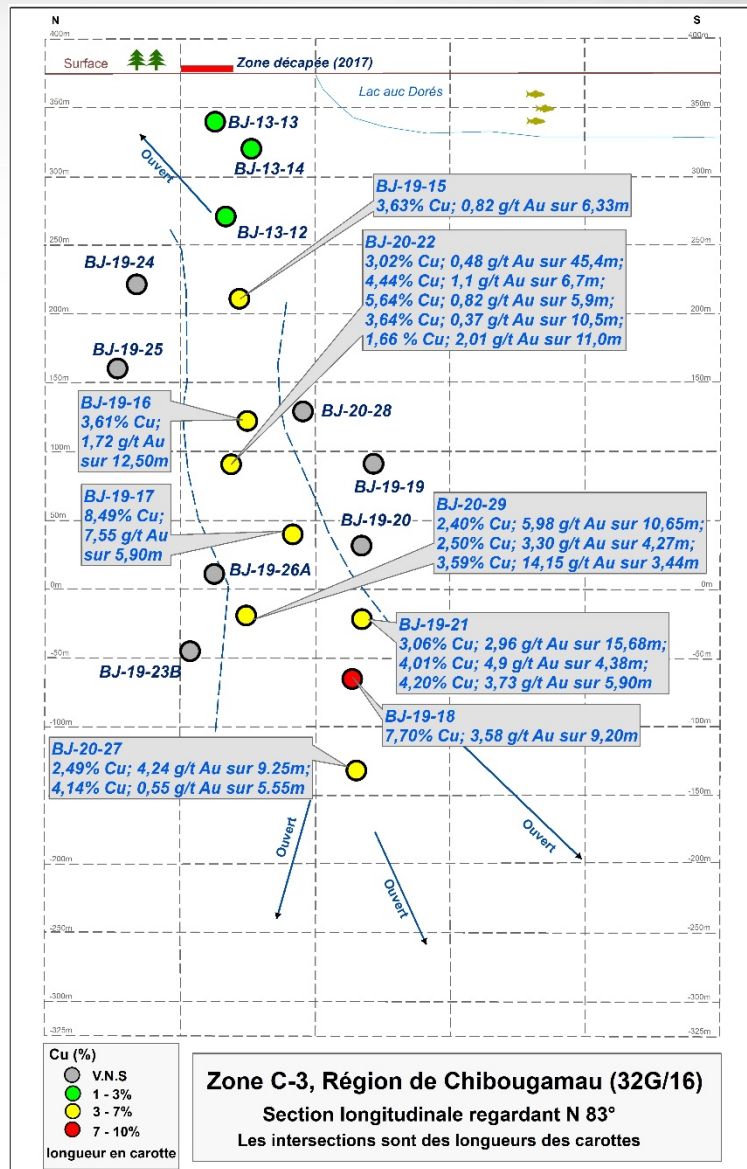 N
S
400m
400m
Surface
Zone décapée (2017)
Lac auc Dorés
350m
350m
BJ-13-13
BJ-13-14
Ouvert
300m
300m
BJ-19-15
3,63% Cu; 0,82 g/t Au sur 6,33m
BJ-13-12
250m
250m
BJ-20-22
3,02% Cu; 0,48 g/t Au sur 45,4m;
4,44% Cu; 1,1 g/t Au sur 6,7m;
5,64% Cu; 0,82 g/t Au sur 5,9m;
3,64% Cu; 0,37 g/t Au sur 10,5m;
1,66 % Cu; 2,01 g/t Au sur 11,0m
BJ-19-24
200m
200m
BJ-19-25
150m
150m
BJ-19-16
3,61% Cu;
1,72 g/t Au
sur 12,50m
BJ-20-28
100m
100m
BJ-19-19
BJ-19-17
8,49% Cu;
7,55 g/t Au
sur 5,90m
50m
50m
BJ-20-29
2,40% Cu; 5,98 g/t Au sur 10,65m;
2,50% Cu; 3,30 g/t Au sur 4,27m;
3,59% Cu; 14,15 g/t Au sur 3,44m
BJ-19-20
BJ-19-26A
0m
0m
BJ-19-21
3,06% Cu; 2,96 g/t Au sur 15,68m;
4,01% Cu; 4,9 g/t Au sur 4,38m;
4,20% Cu; 3,73 g/t Au sur 5,90m
-50m
-50m
BJ-19-23B
BJ-19-18
7,70% Cu; 3,58 g/t Au sur 9,20m
-100m
-100m
BJ-20-27
2,49% Cu; 4,24 g/t Au sur 9.25m;
4,14% Cu; 0,55 g/t Au sur 5.55m
-150m
-150m
Ouvert
Ouvert
Ouvert
-200m
-200m
-250m
-250m
-300m
-300m
-325m
-325m
Cu (%)
V.N.S
1 - 3%
3 - 7%
7 - 10%
longueur en carotte
Zone C-3, Région de Chibougamau (32G/16)
Section longitudinale regardant N 83°
Les intersections sont des longueurs des carottes